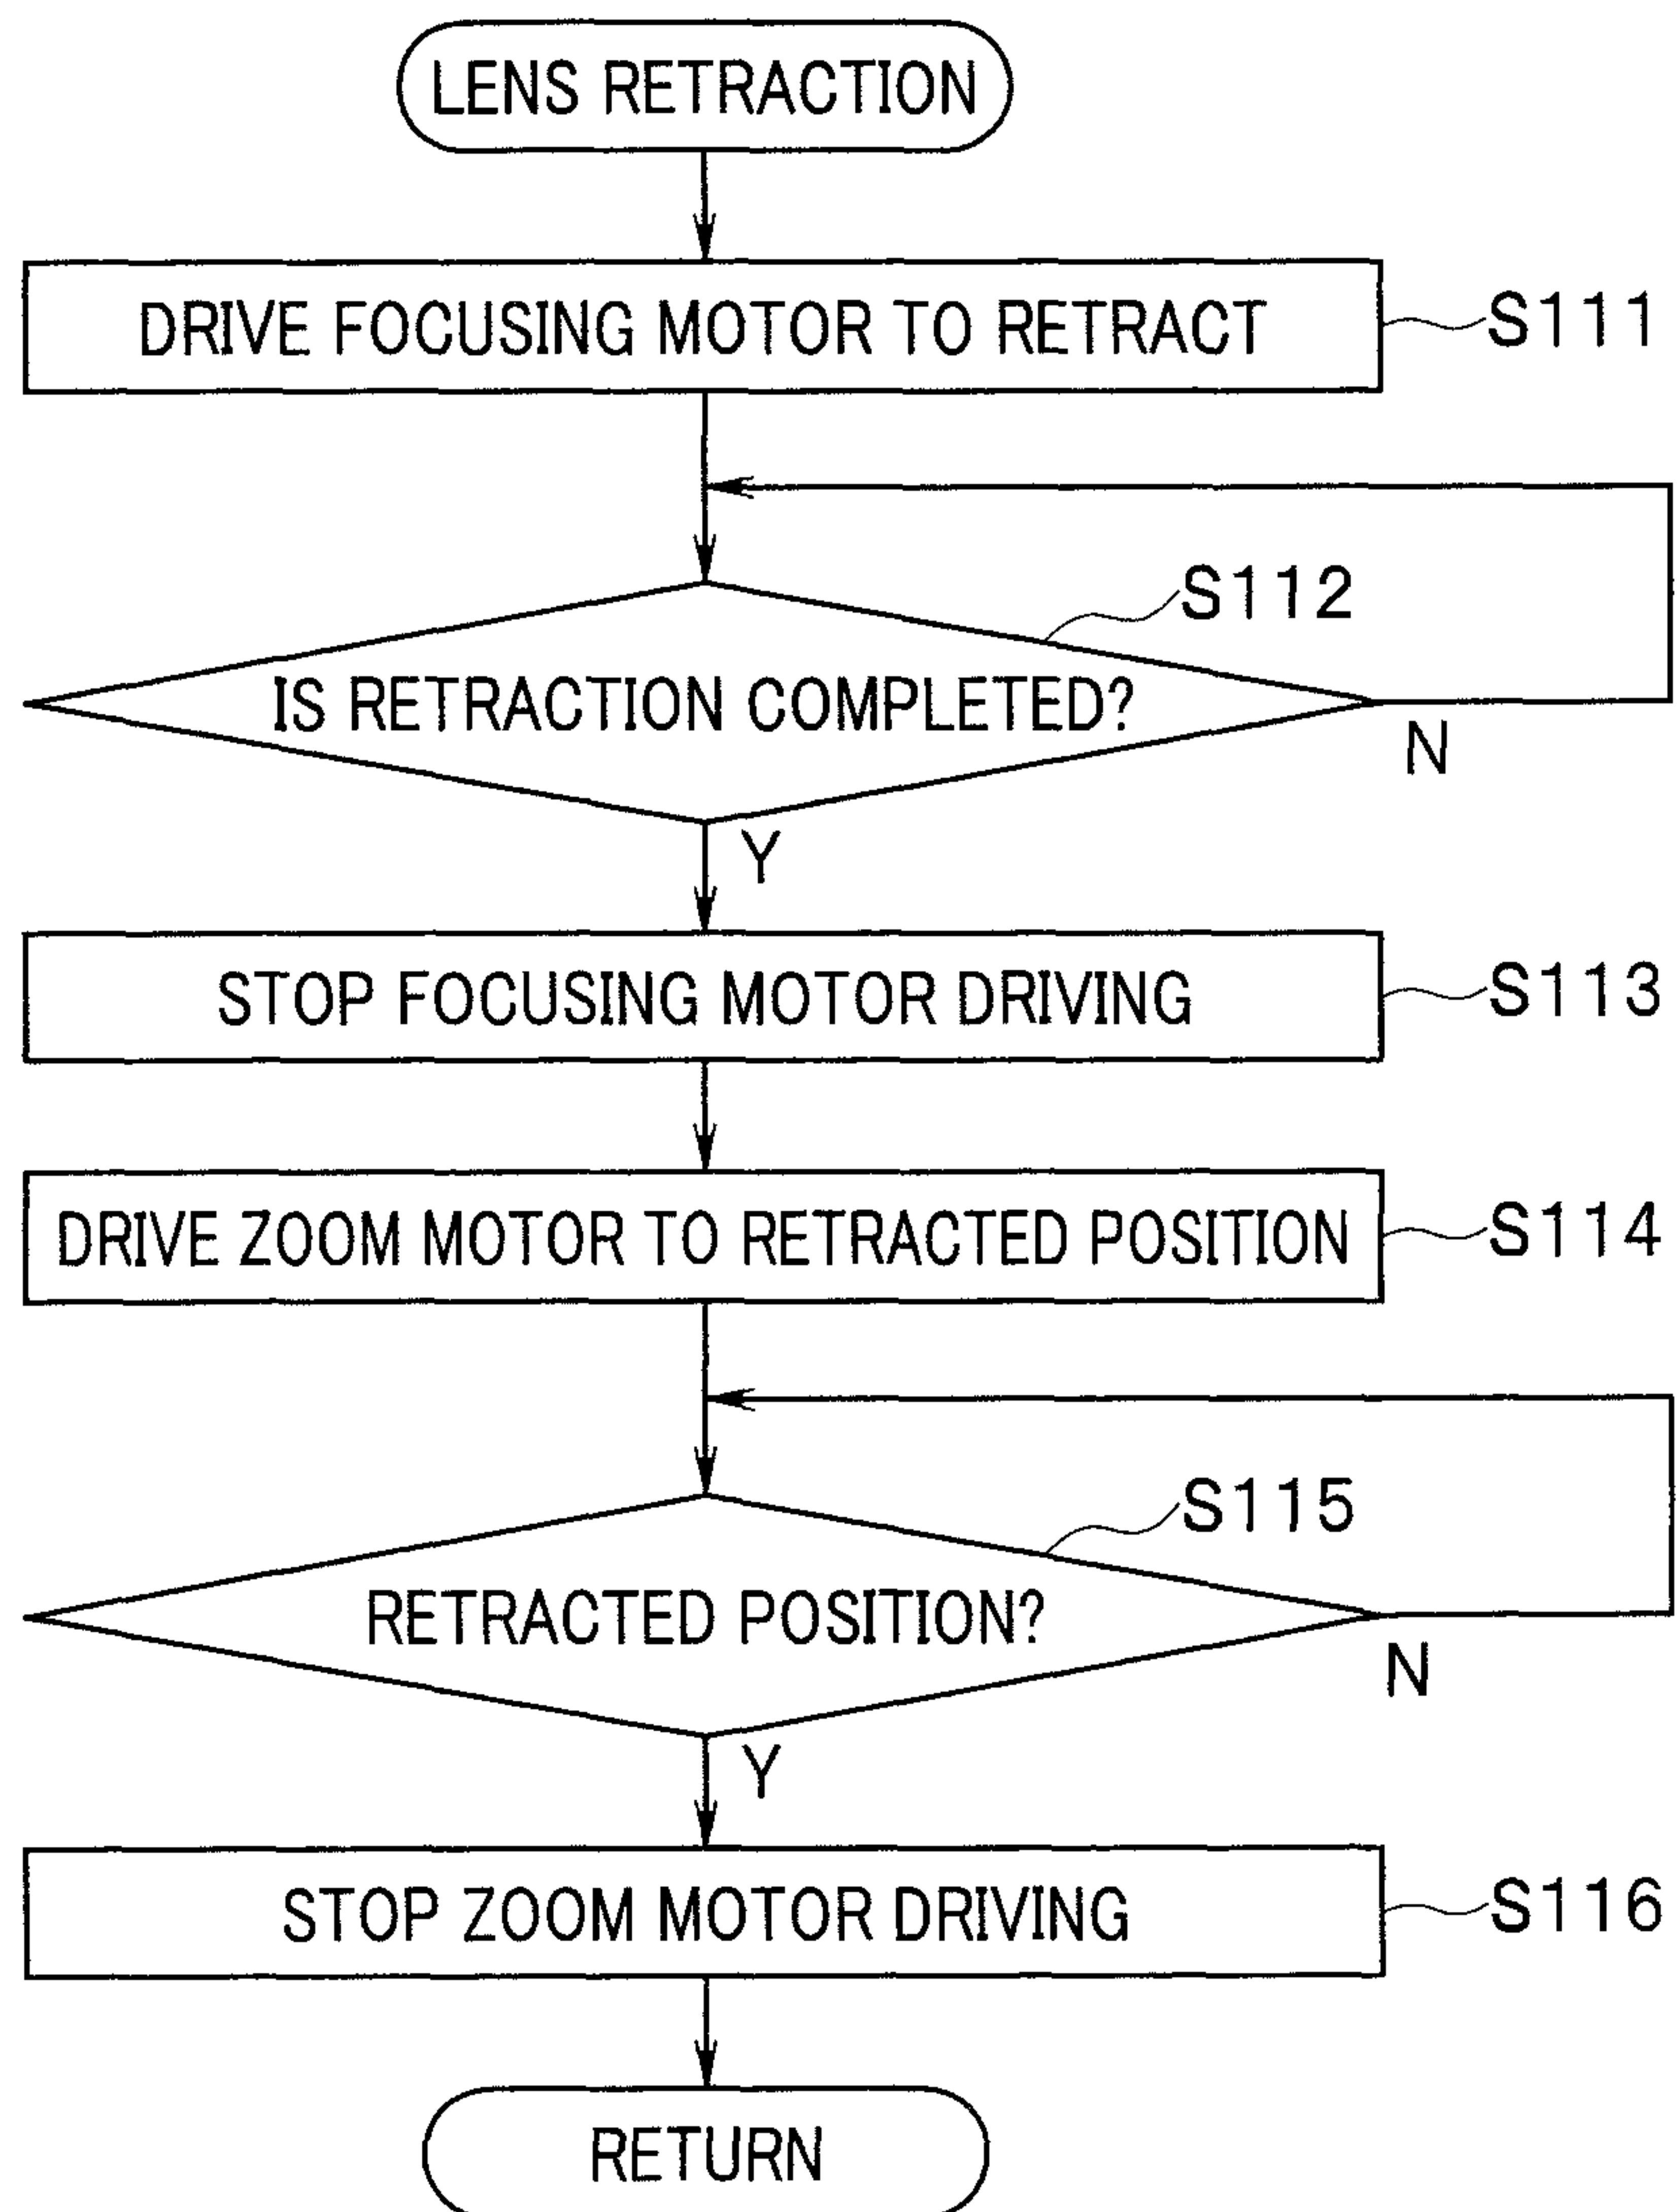 LENS RETRACTION
DRIVE FOCUSING MOTOR TO RETRACT
S111
S112
IS RETRACTION COMPLETED?
N
Y
STOP FOCUSING MOTOR DRIVING
S113
DRIVE ZOOM MOTOR TO RETRACTED POSITION
S114
S115
RETRACTED POSITION?
N
Y
STOP ZOOM MOTOR DRIVING
S116
RETURN